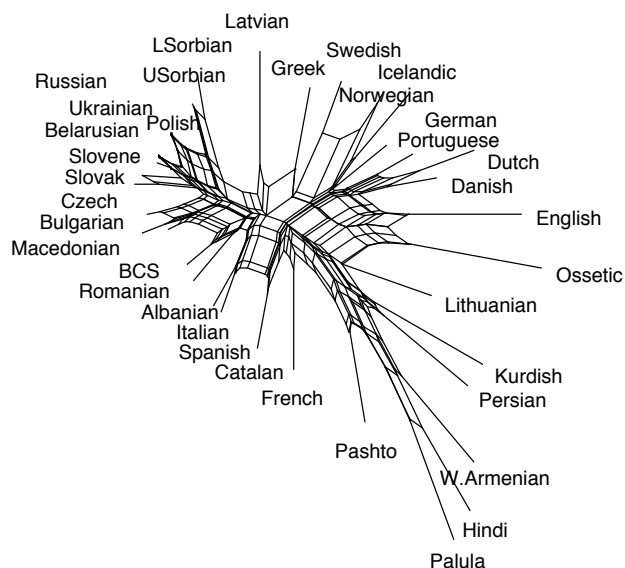 Latvian
LSorbian
USorbian
Greek
Swedish
Icelandic
Norwegian
Russian
Ukrainian
Belarusian
Polish
German
Portuguese
Dutch
Danish
Slovene
Slovak
Czech
Bulgarian
English
Macedonian
BCS
Romanian
Ossetic
Albanian
Italian
Lithuanian
Spanish
Catalan
French
Kurdish
Persian
Pashto
W.Armenian
Hindi
Palula